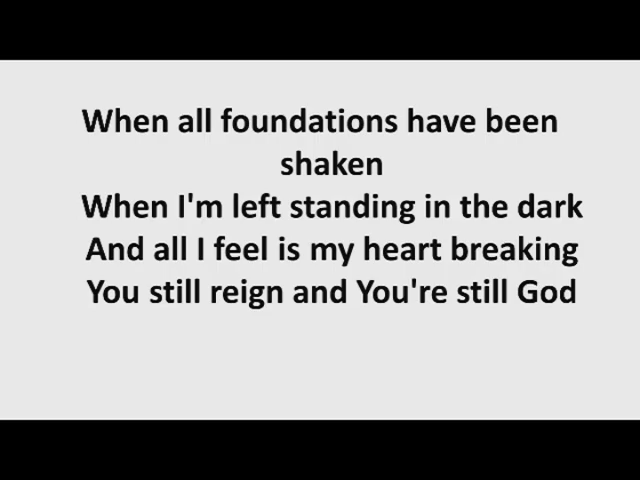 When all foundations have been
shaken
When I'm left standing in the dark
And all I feel is my heart breaking
You still reign and You're still God